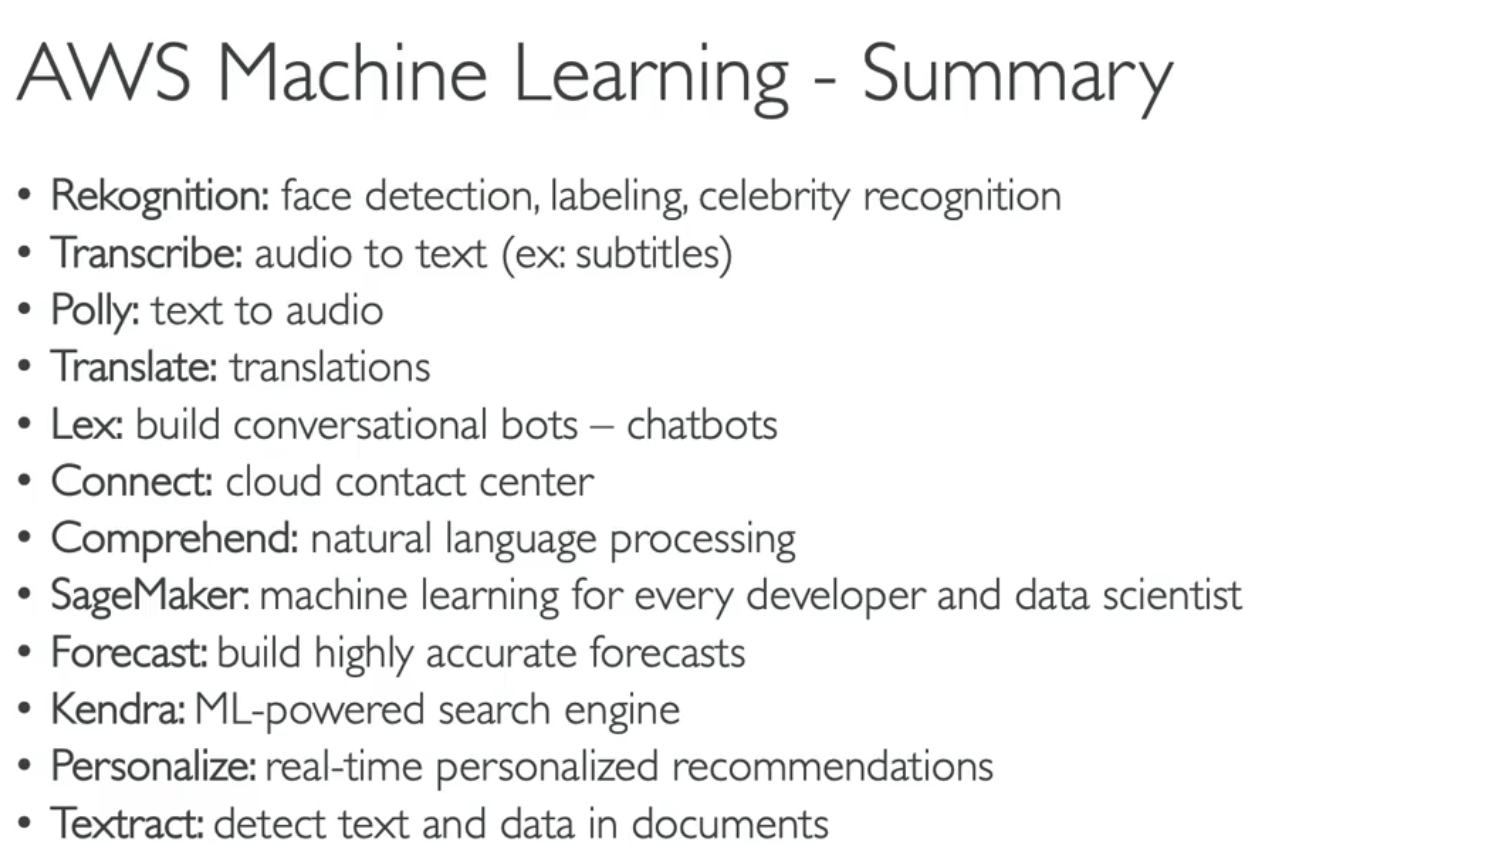 AWS Machine Learning - Summary
• Rekognition: face detection, labeling, celebrity recognition
• Transcribe: audio to text (ex: subtitles)
• Polly: text to audio
• Translate: translations
• Lex: build conversational bots – chatbots
• Connect: cloud contact center
• Comprehend: natural language processing
• SageMaker: machine learning for every developer and data scientist
• Forecast: build highly accurate forecasts
• Kendra: ML-powered search engine
• Personalize: real-time personalized recommendations
• Textract: detect text and data in documents